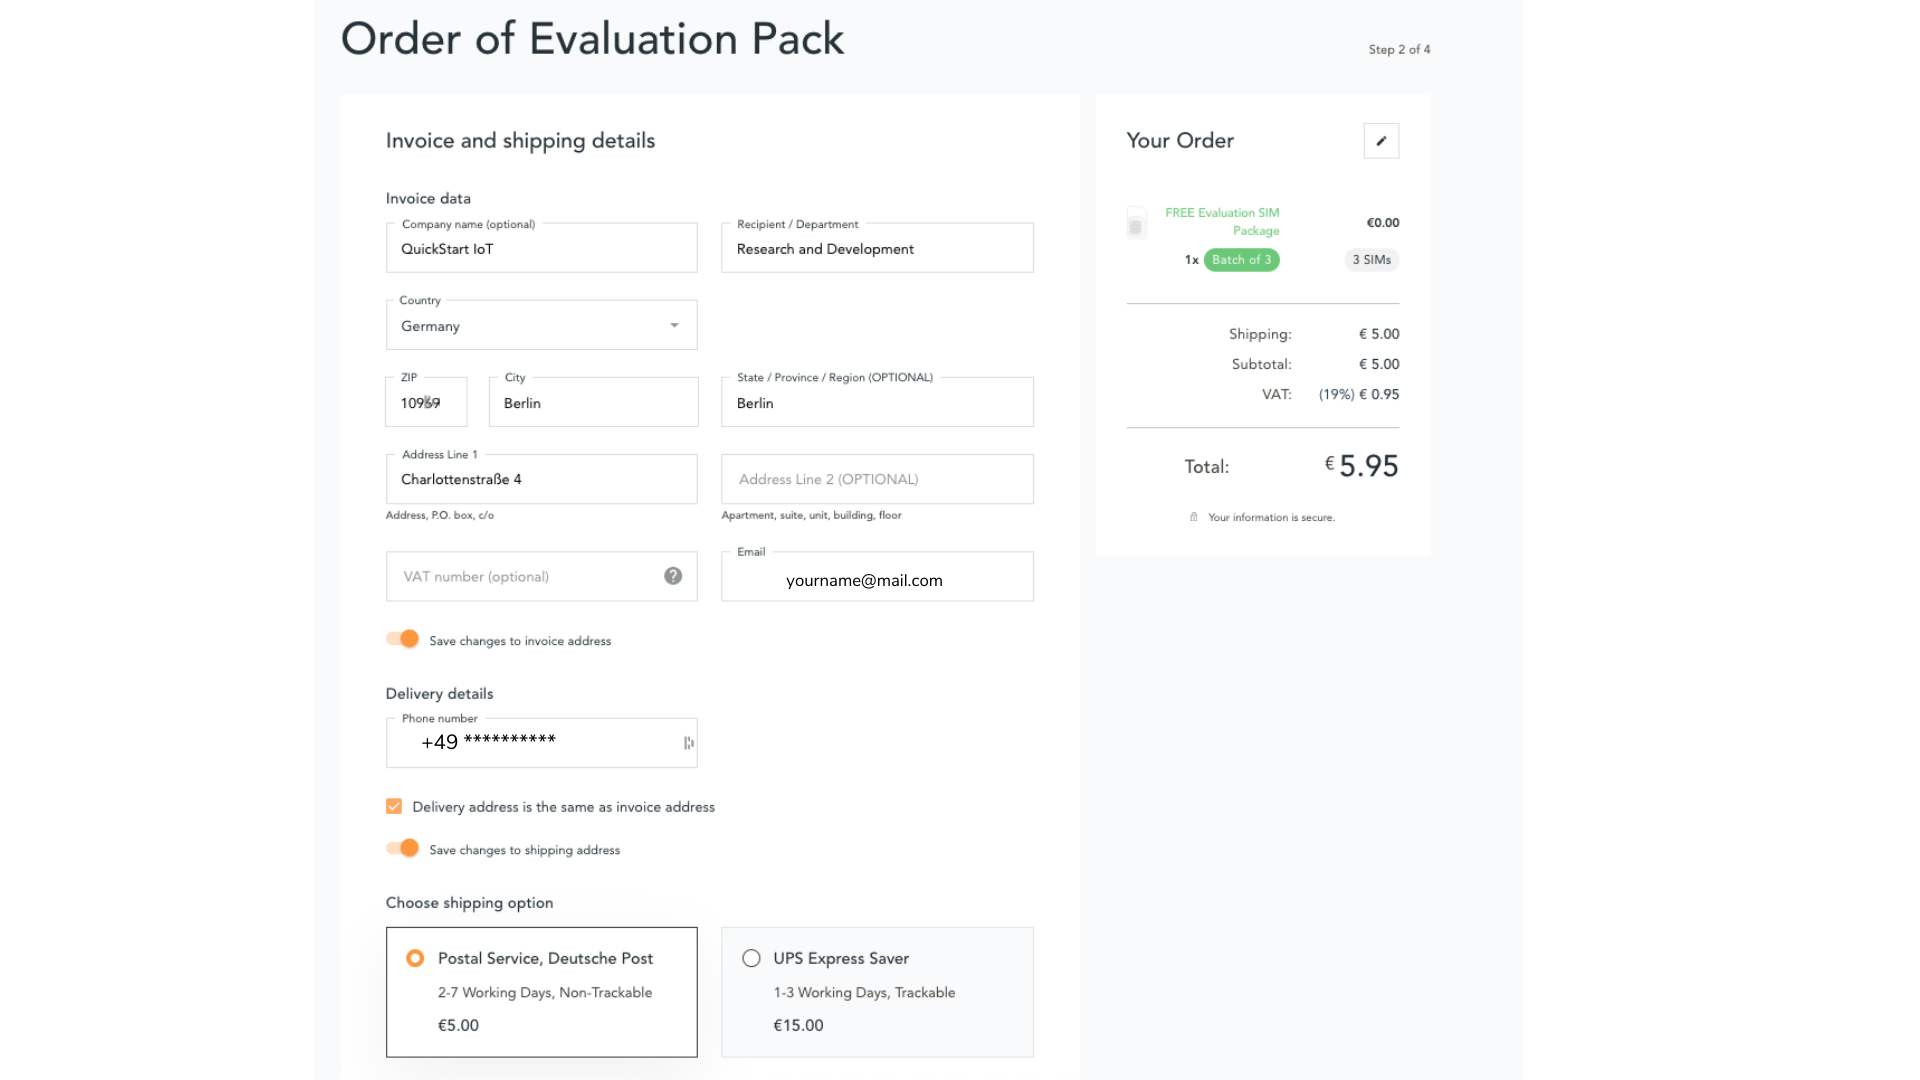 Order of Evaluation Pack
Step 2 of 4
Invoice and shipping details
Invoice data
Company name (optional)
QuickStart IoT
Recipient / Department
Research and Development
Country
Germany
ZIP
City
Berlin
State / Province / Region (OPTIONAL)
Berlin
Address Line 1
Charlottenstraße 4
Address, P.O. box, c/o
Address Line 2 (OPTIONAL)
Apartment, suite, unit, building, floor
VAT number (optional)
?
Email
yourname@mail.com
Save changes to invoice address
Delivery details
Phone number
+49 **********
Delivery address is the same as invoice address
Save changes to shipping address
Choose shipping option
Postal Service, Deutsche Post
2-7 Working Days, Non-Trackable
€5.00
UPS Express Saver
1-3 Working Days, Trackable
€15.00
Your Order
FREE Evaluation SIM
Package
€0.00
1x Batch of 3
3 SIMs
Shipping: € 5.00
Subtotal: € 5.00
VAT: (19%) € 0.95
Total: € 5.95
Your information is secure.